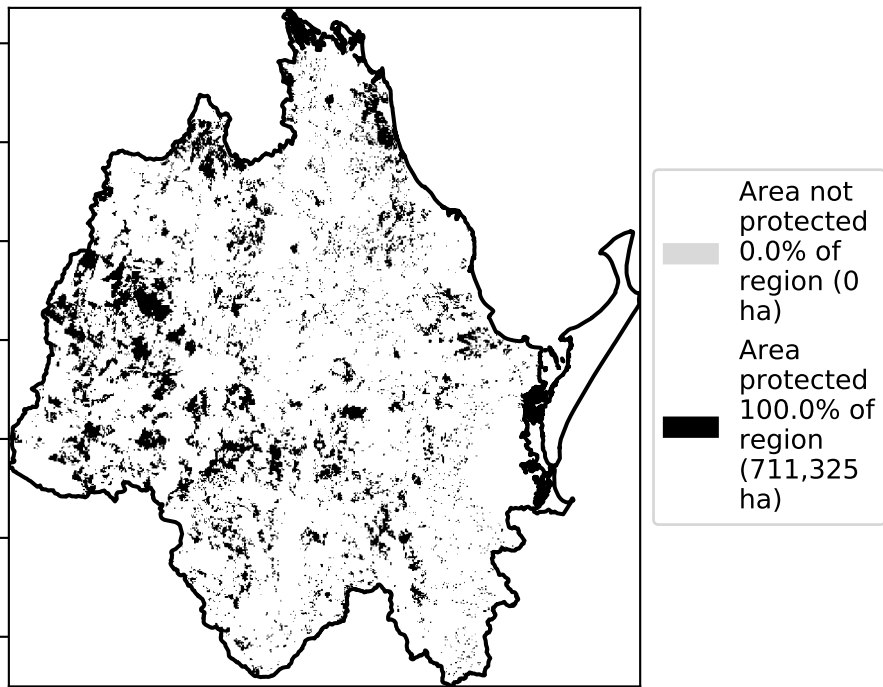 Area not
protected
0.0% of
region (0
ha)
Area
protected
100.0% of
region
(711,325
ha)